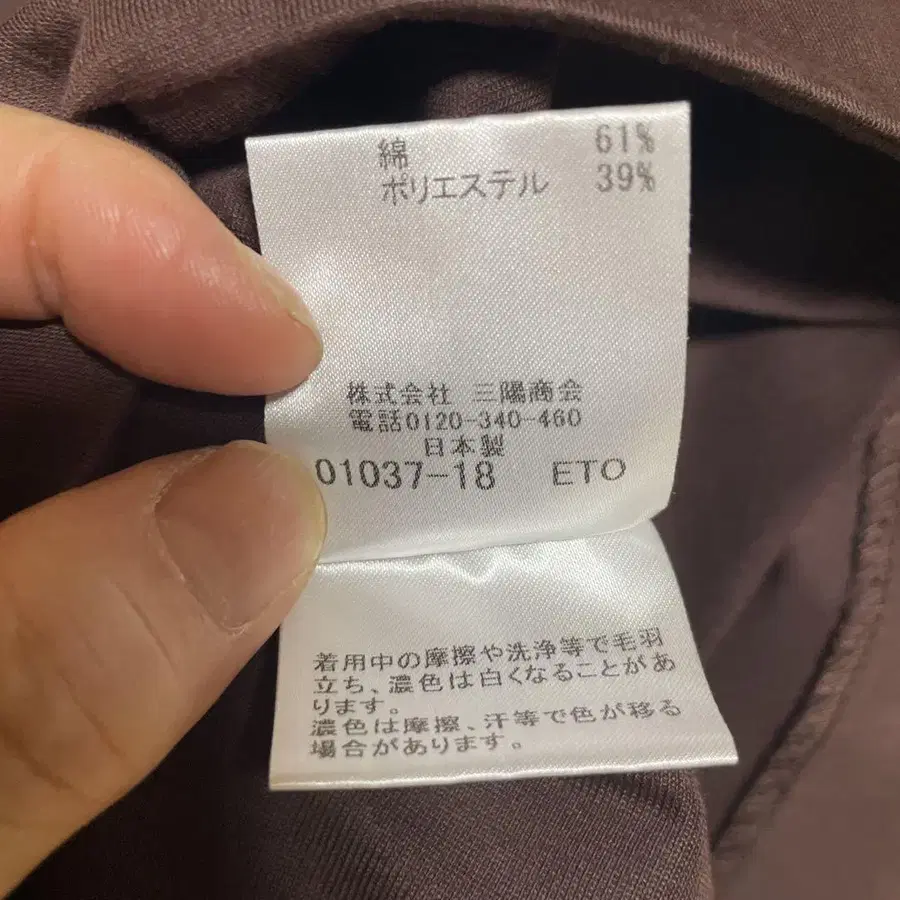 綿 61%
ポリエステル 39%
株式会社 三陽商会
電話0120-340-460
日本製
01037-18 ETO
着用中の摩擦や洗浄等で毛羽
立ち、濃色は白くなることがあ
ります。
濃色は摩擦、汗等で色が移る
場合があります。